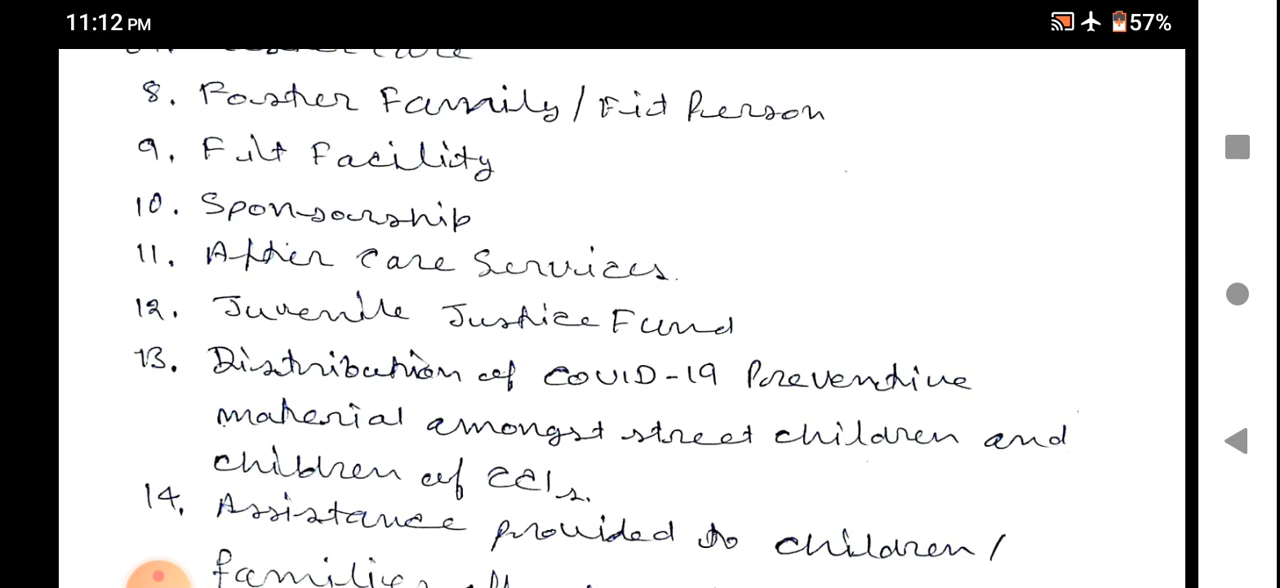 11:12 PM
57%
8. Foster Family / Fit Person
9. Fit Facility
10. Sponsorship
11. After Care Services.
12. Juvenile Justice Fund
13. Distribution of COVID-19 Preventive
material amongst street children and
children of CCIs.
14. Assistance provided to children /
families